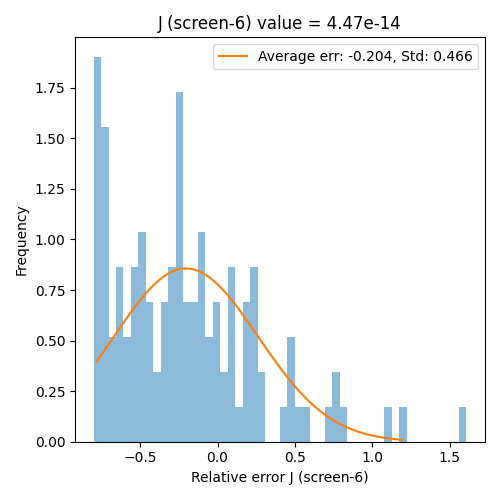 J (screen-6) value = 4.47e-14
Average err: -0.204, Std: 0.466
Frequency
1.75
1.50
1.25
1.00
0.75
0.50
0.25
0.00
−0.5 0.0 0.5 1.0 1.5
Relative error J (screen-6)